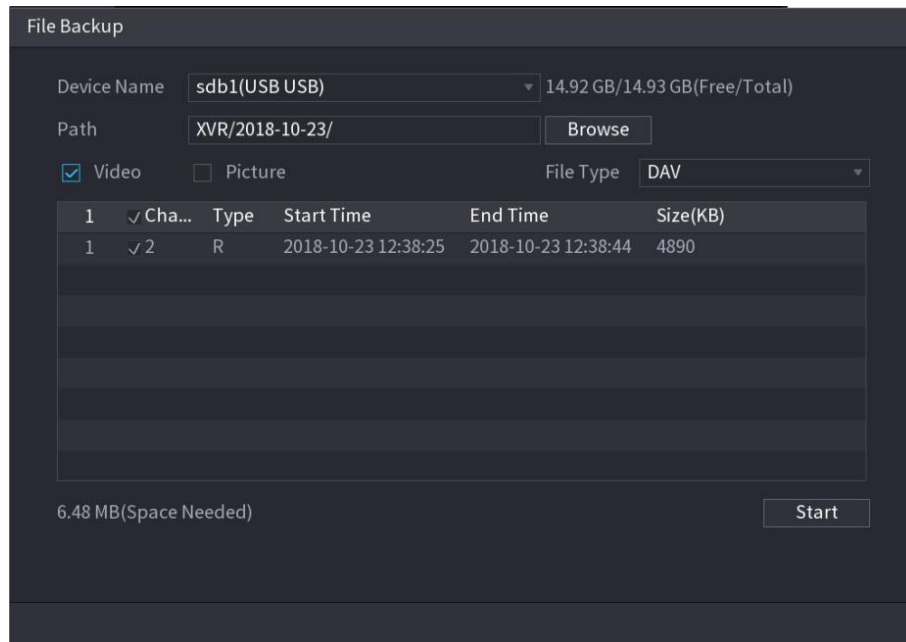 File Backup
Device Name sdb1(USB USB) 14.92 GB/14.93 GB(Free/Total)
Path XVR/2018-10-23/ Browse
Video Picture File Type DAV
1 Cha... Type Start Time End Time Size(KB)
1 2 R 2018-10-23 12:38:25 2018-10-23 12:38:44 4890
6.48 MB(Space Needed) Start